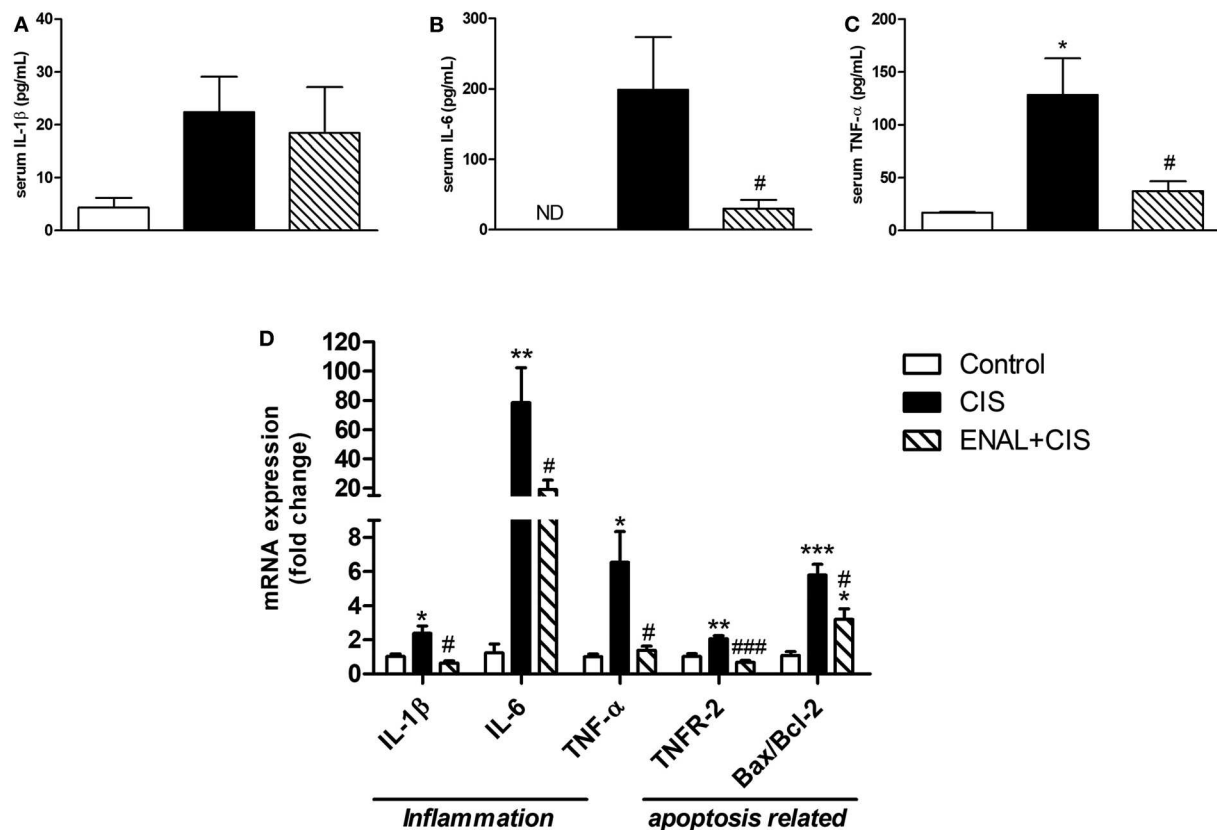 A
serum IL-1β (pg/mL)
40
30
20
10
0
B
serum IL-6 (pg/mL)
300
200
100
0
ND
#
C
serum TNF-α (pg/mL)
200
150
100
50
0
*
#
D
mRNA expression
(fold change)
120
100
80
60
40
20
8
6
4
2
0
*
#
**
#
*
#
**
###
***
#
*
IL-1β
IL-6
TNF-α
TNFR-2
Bax/Bcl-2
Inflammation
apoptosis related
Control
CIS
ENAL+CIS